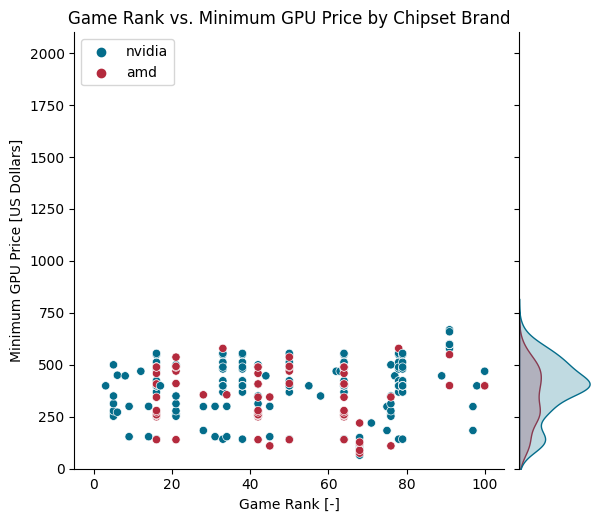 Game Rank vs. Minimum GPU Price by Chipset Brand
nvidia
amd
2000
1750
1500
1250
1000
750
500
250
0
Minimum GPU Price [US Dollars]
0 20 40 60 80 100
Game Rank [-]